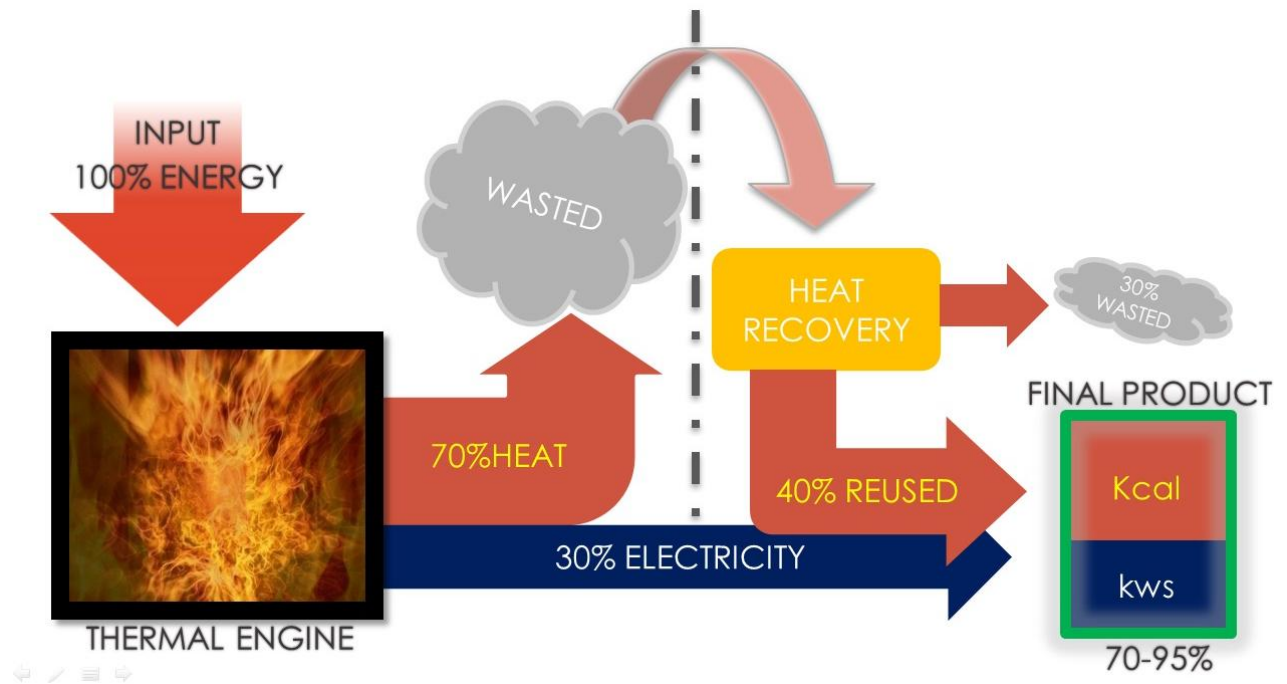 INPUT
100% ENERGY
WASTED
HEAT
RECOVERY
30%
WASTED
FINAL PRODUCT
70%HEAT
40% REUSED
Kcal
30% ELECTRICITY
kws
THERMAL ENGINE
70-95%